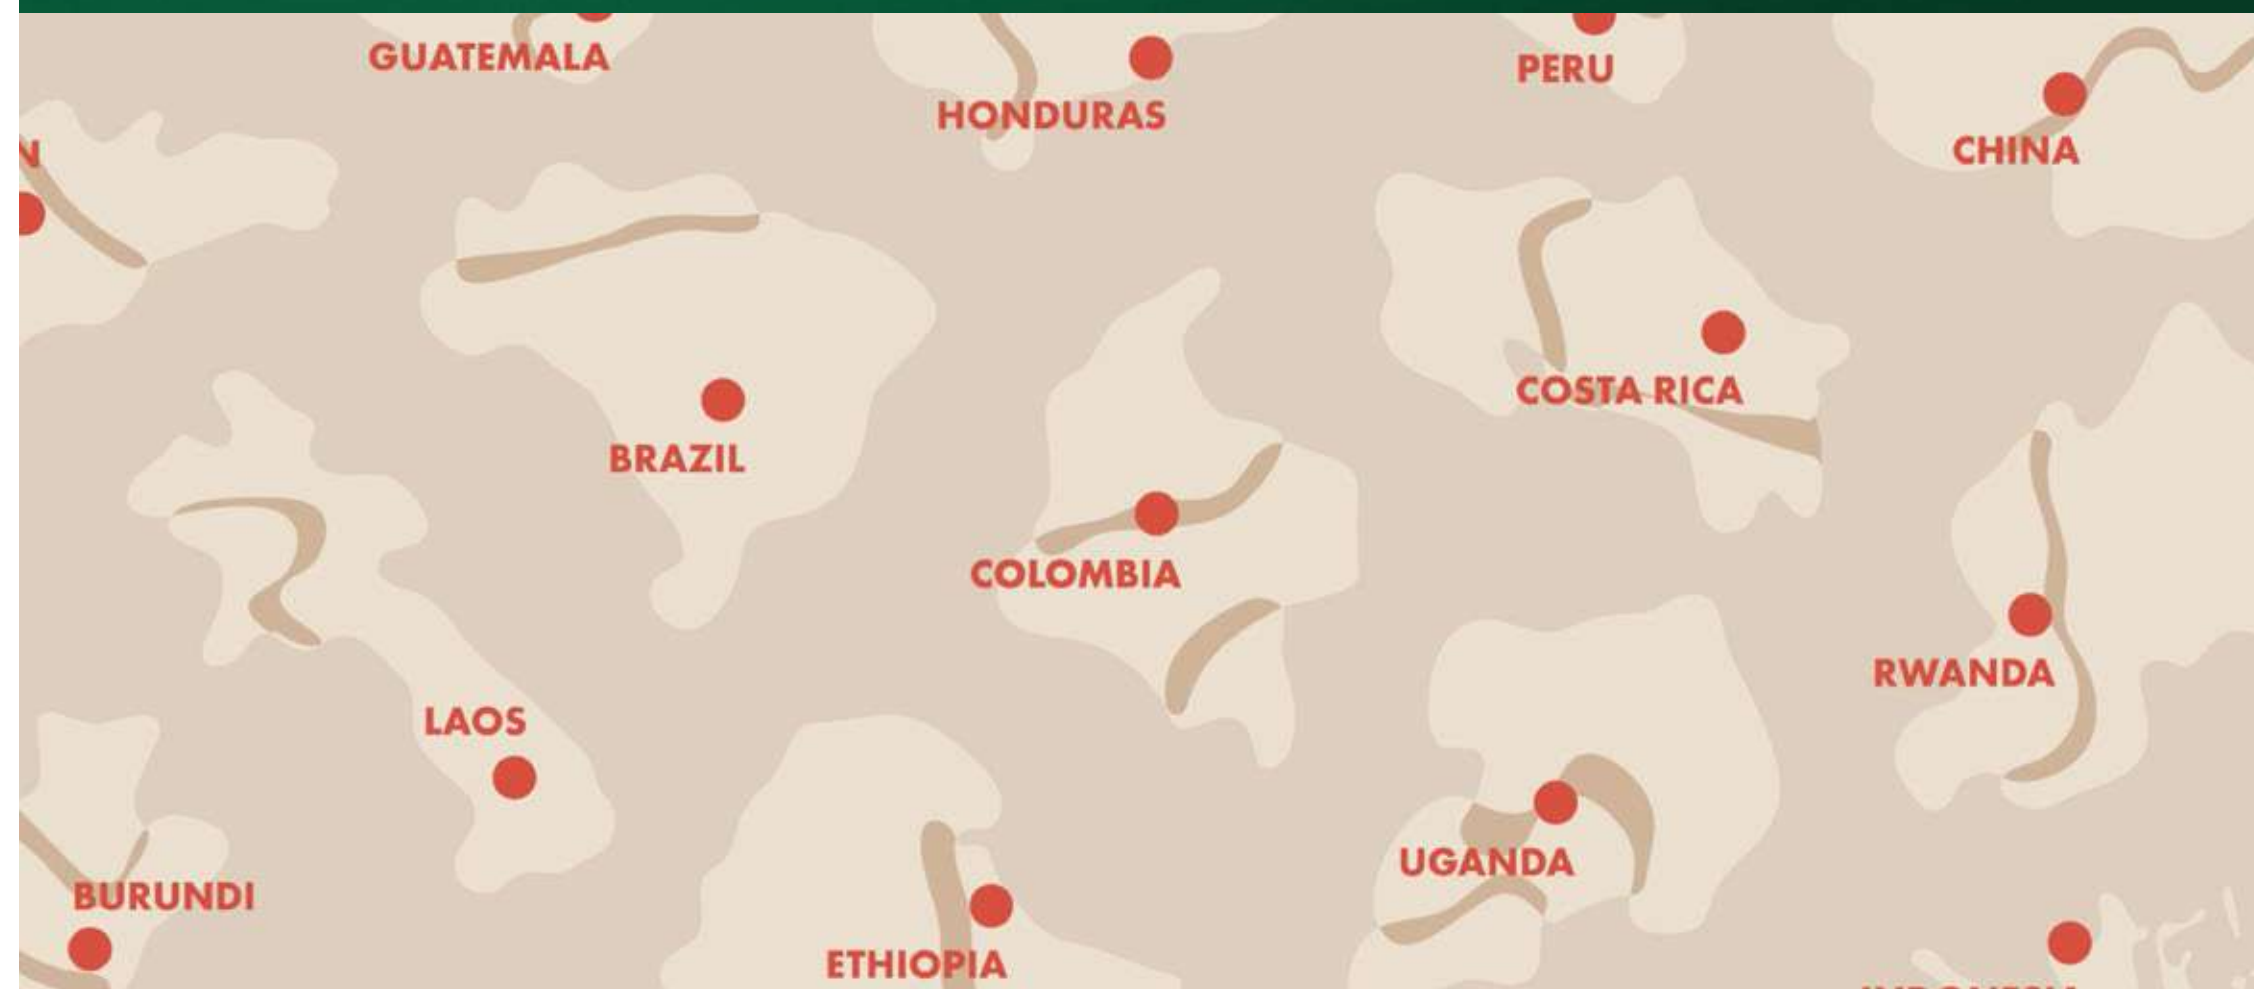 GUATEMALA
PERU
HONDURAS
CHINA
N
COSTA RICA
BRAZIL
COLOMBIA
RWANDA
LAOS
UGANDA
BURUNDI
ETHIOPIA